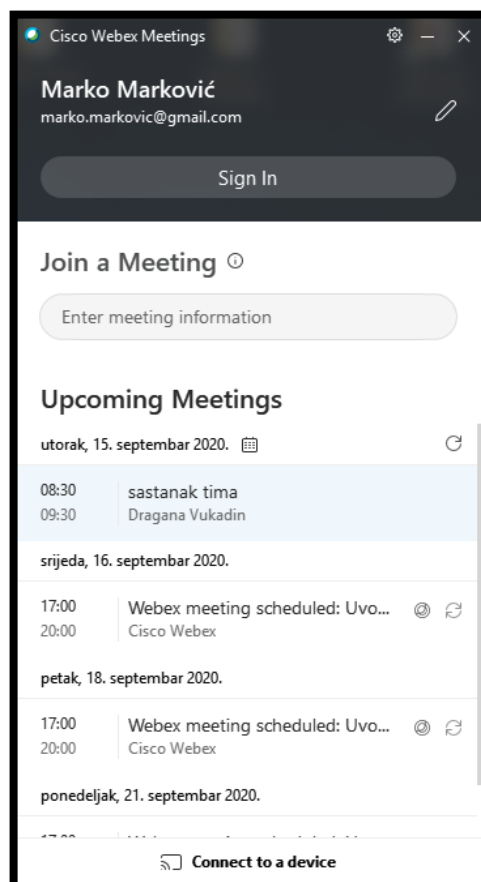 Cisco Webex Meetings
Marko Marković
marko.markovic@gmail.com
Sign In
Join a Meeting
Enter meeting information
Upcoming Meetings
utorak, 15. septembar 2020.
08:30 sastanak tima
09:30 Dragana Vukadin
srijeda, 16. septembar 2020.
17:00 Webex meeting scheduled: Uvo...
20:00 Cisco Webex
petak, 18. septembar 2020.
17:00 Webex meeting scheduled: Uvo...
20:00 Cisco Webex
ponedeljak, 21. septembar 2020.
Connect to a device